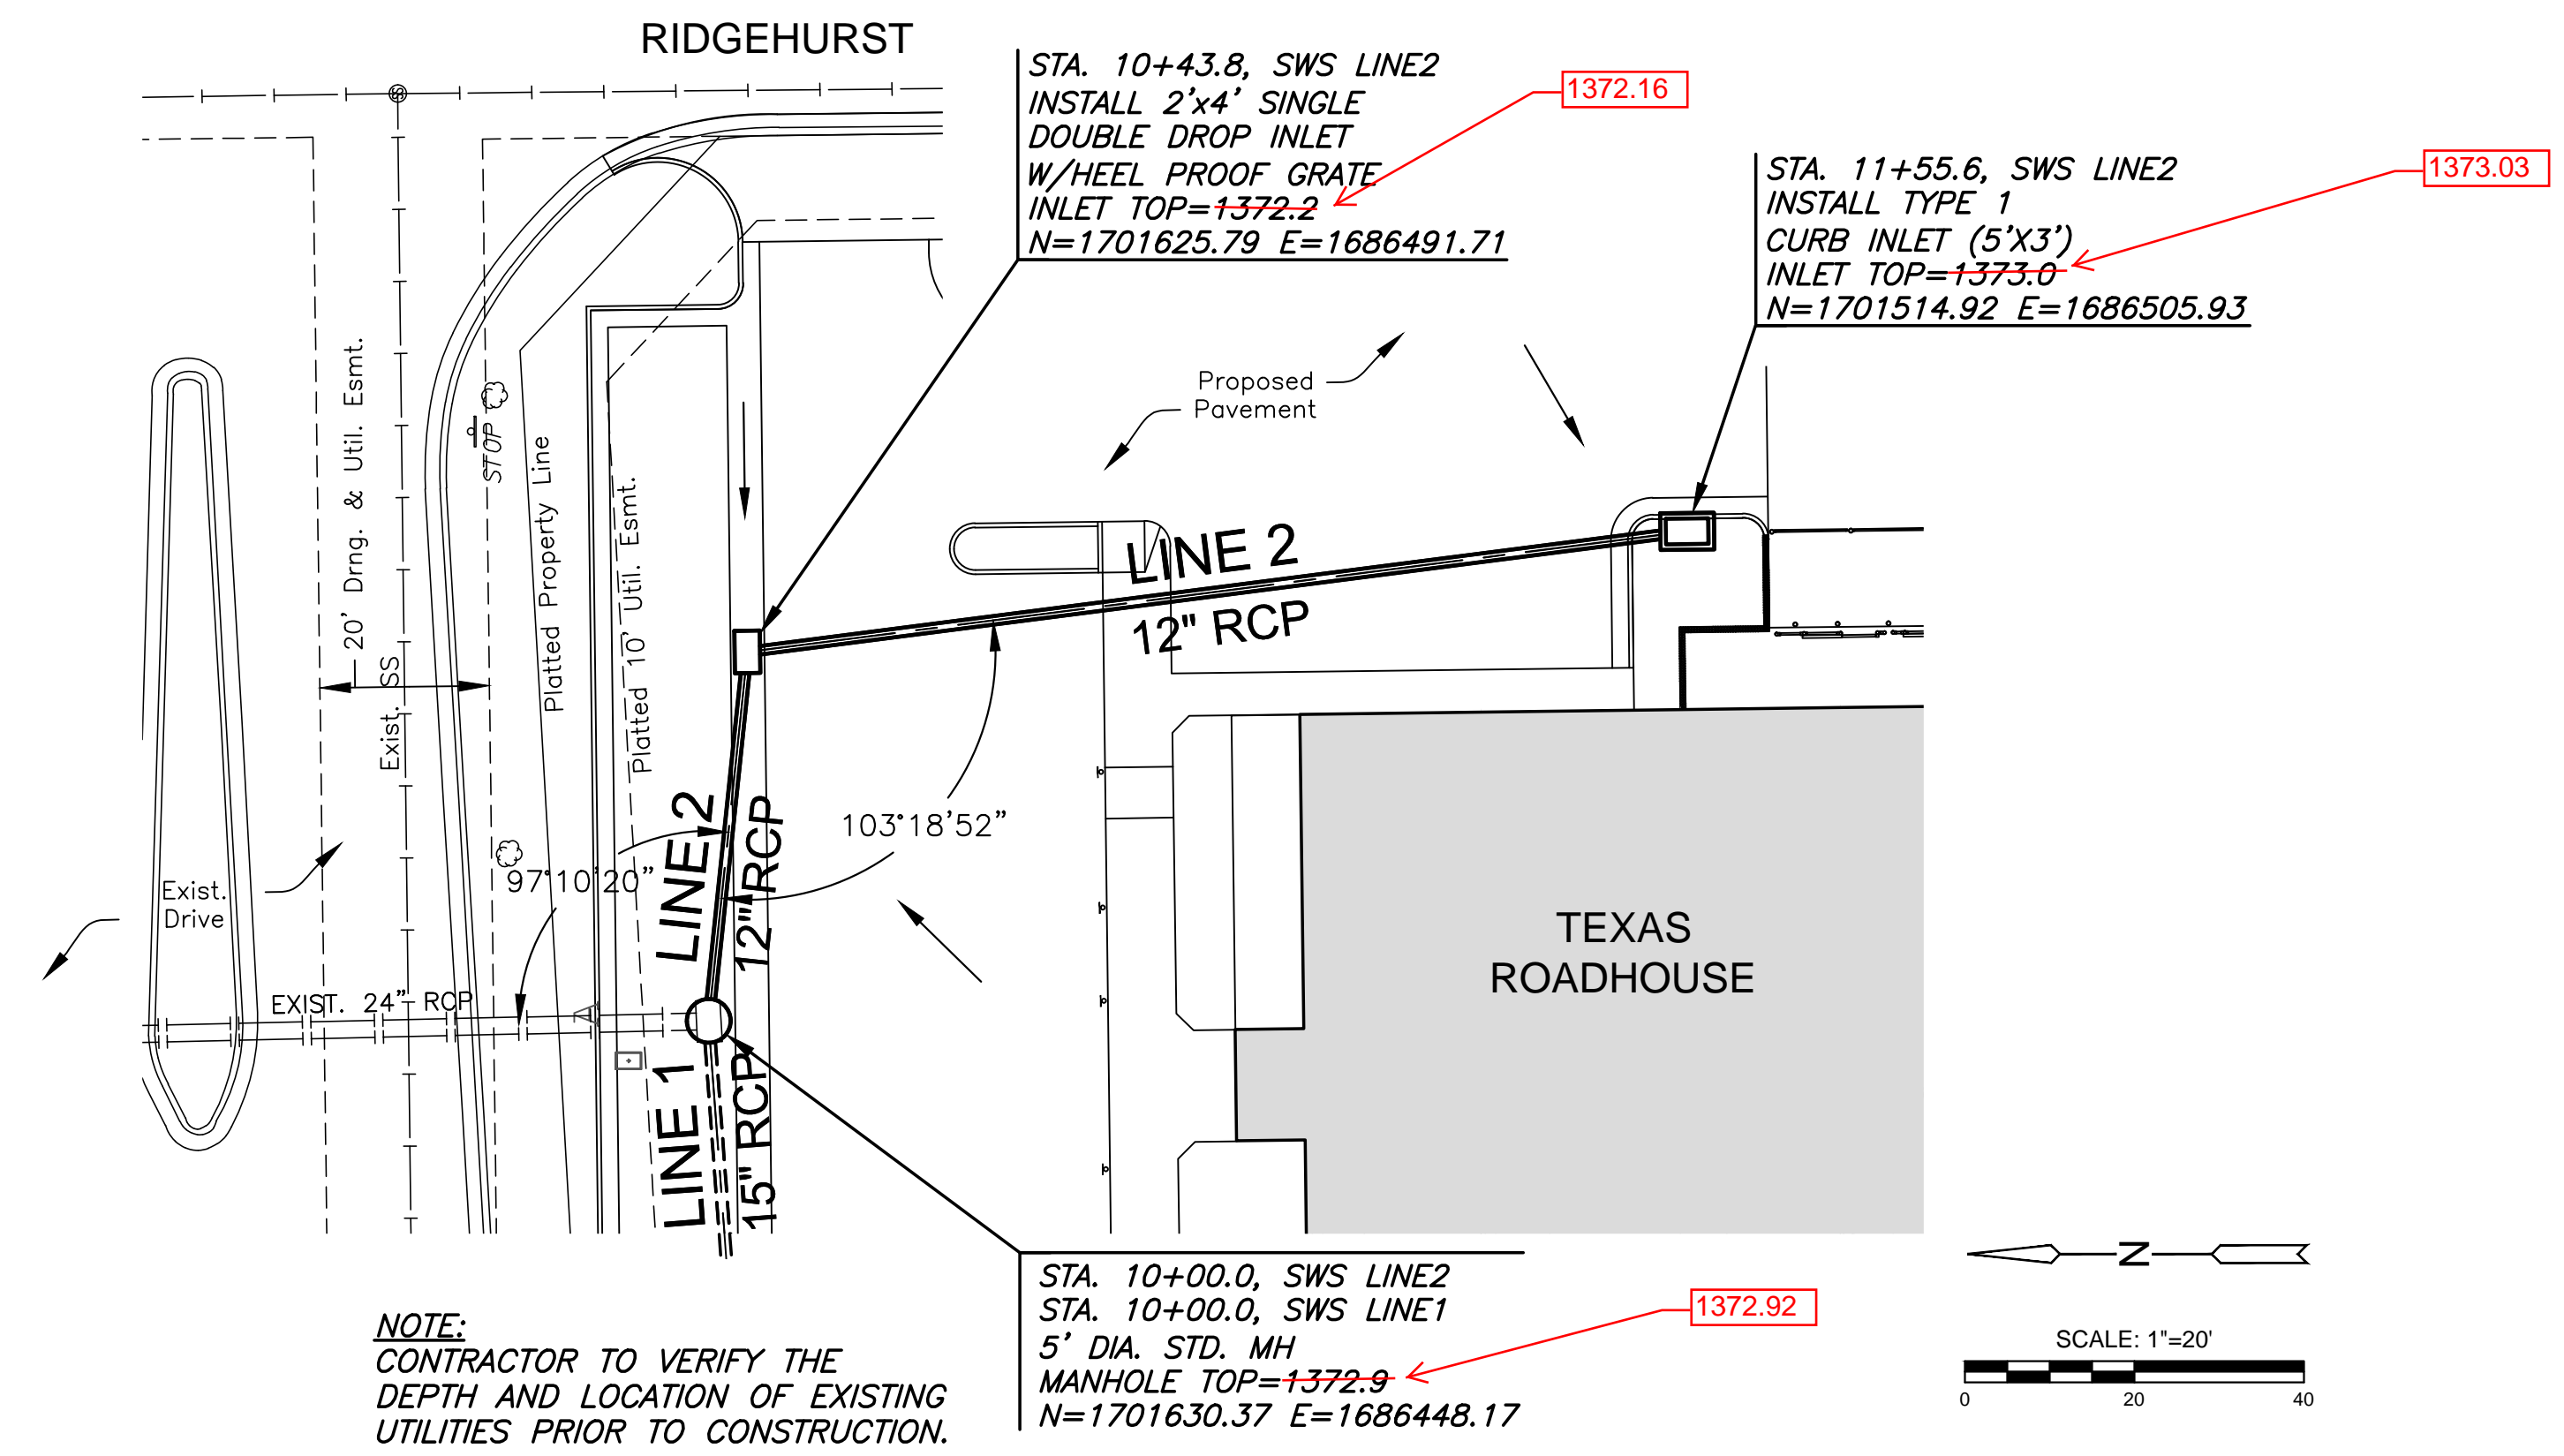 RIDGEHURST
STA. 10+43.8, SWS LINE2
INSTALL 2'x4' SINGLE
DOUBLE DROP INLET
W/HEEL PROOF GRATE
INLET TOP=1372.2
N=1701625.79 E=1686491.71
1372.16
STA. 11+55.6, SWS LINE2
INSTALL TYPE 1
CURB INLET (5'X3')
INLET TOP=1373.0
N=1701514.92 E=1686505.93
1373.03
SS
20' Drng. & Util. Esmt.
STOP
Platted Property Line
Platted 10' Util. Esmt.
Exist. SS
Proposed
Pavement
LINE 2
12" RCP
LINE 2
12" RCP
103°18'52"
97°10'20"
Exist.
Drive
EXIST. 24" RCP
LINE 1
15" RCP
TEXAS
ROADHOUSE
STA. 10+00.0, SWS LINE2
STA. 10+00.0, SWS LINE1
5' DIA. STD. MH
MANHOLE TOP=1372.9
N=1701630.37 E=1686448.17
1372.92
NOTE:
CONTRACTOR TO VERIFY THE
DEPTH AND LOCATION OF EXISTING
UTILITIES PRIOR TO CONSTRUCTION.
N
SCALE: 1"=20'
0 20 40